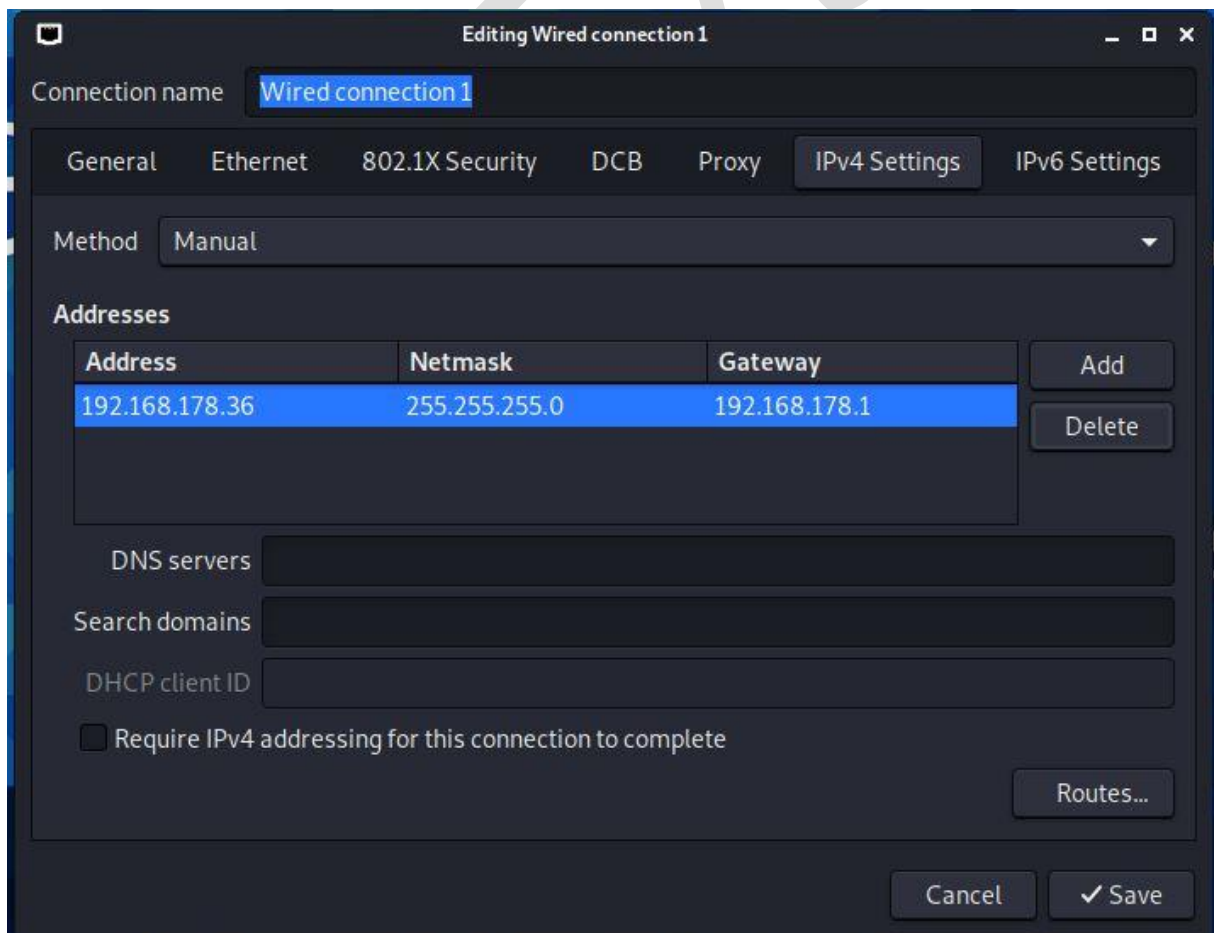 Editing Wired connection 1
Connection name Wired connection 1
General Ethernet 802.1X Security DCB Proxy IPv4 Settings IPv6 Settings
Method Manual
Addresses
Address Netmask Gateway Add
192.168.178.36 255.255.255.0 192.168.178.1
Delete
DNS servers
Search domains
DHCP client ID
Require IPv4 addressing for this connection to complete
Routes...
Cancel Save